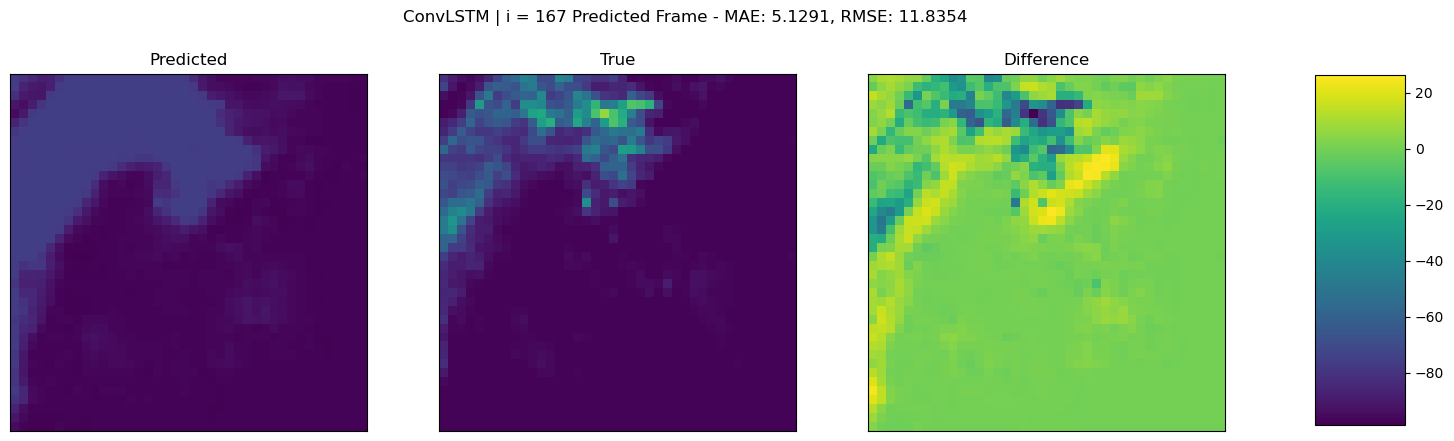 ConvLSTM | i = 167 Predicted Frame - MAE: 5.1291, RMSE: 11.8354
Predicted
True
Difference
20
0
−20
−40
−60
−80